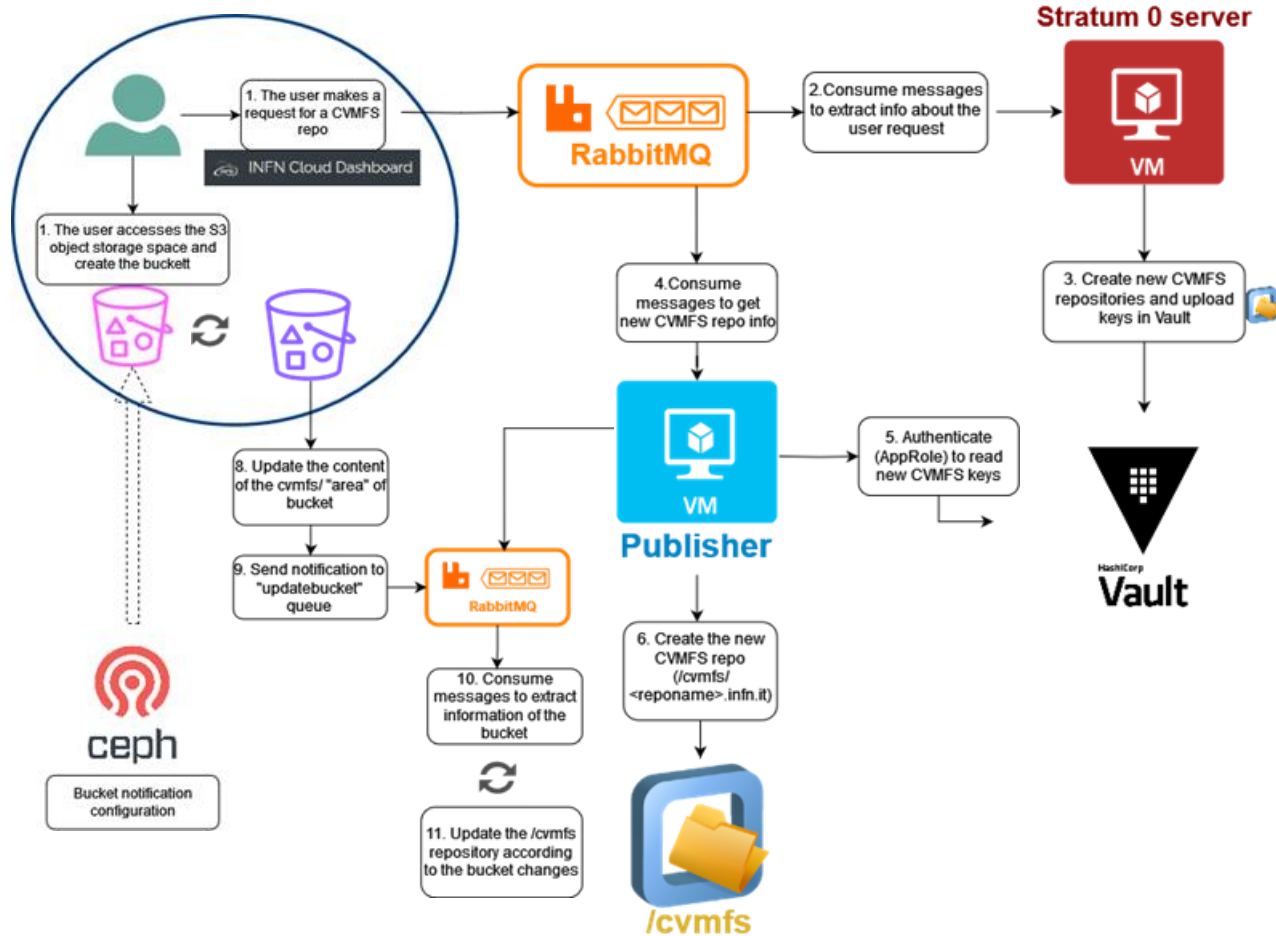 Stratum 0 server
1. The user makes a
request for a CVMFS
repo
INFN Cloud Dashboard
RabbitMQ
2.Consume messages
to extract info about the
user request
VM
1. The user accesses the S3
object storage space and
create the buckett
4.Consume
messages to get
new CVMFS repo info
3. Create new CVMFS
repositories and upload
keys in Vault
VM
Publisher
5. Authenticate
(AppRole) to read
new CVMFS keys
HashiCorp
Vault
8. Update the content
of the cvmfs/ "area" of
bucket
9. Send notification to
"updatebucket"
queue
RabbitMQ
6. Create the new
CVMFS repo
(/cvmfs/
<reponame>.infn.it)
10. Consume
messages to extract
information of the
bucket
ceph
Bucket notification
configuration
11. Update the /cvmfs
repository according
to the bucket changes
/cvmfs